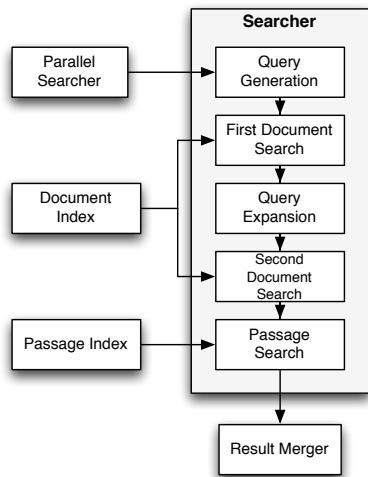 Searcher
Parallel
Searcher
Query
Generation
First Document
Search
Document
Index
Query
Expansion
Second
Document
Search
Passage Index
Passage
Search
Result Merger